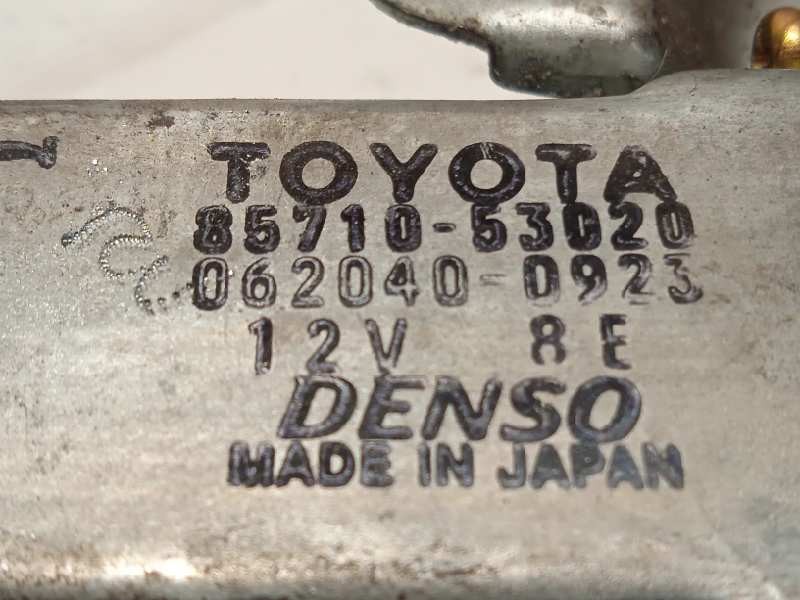 TOYOTA
85710-53020
062040-0923
12V 8E
DENSO
MADE IN JAPAN